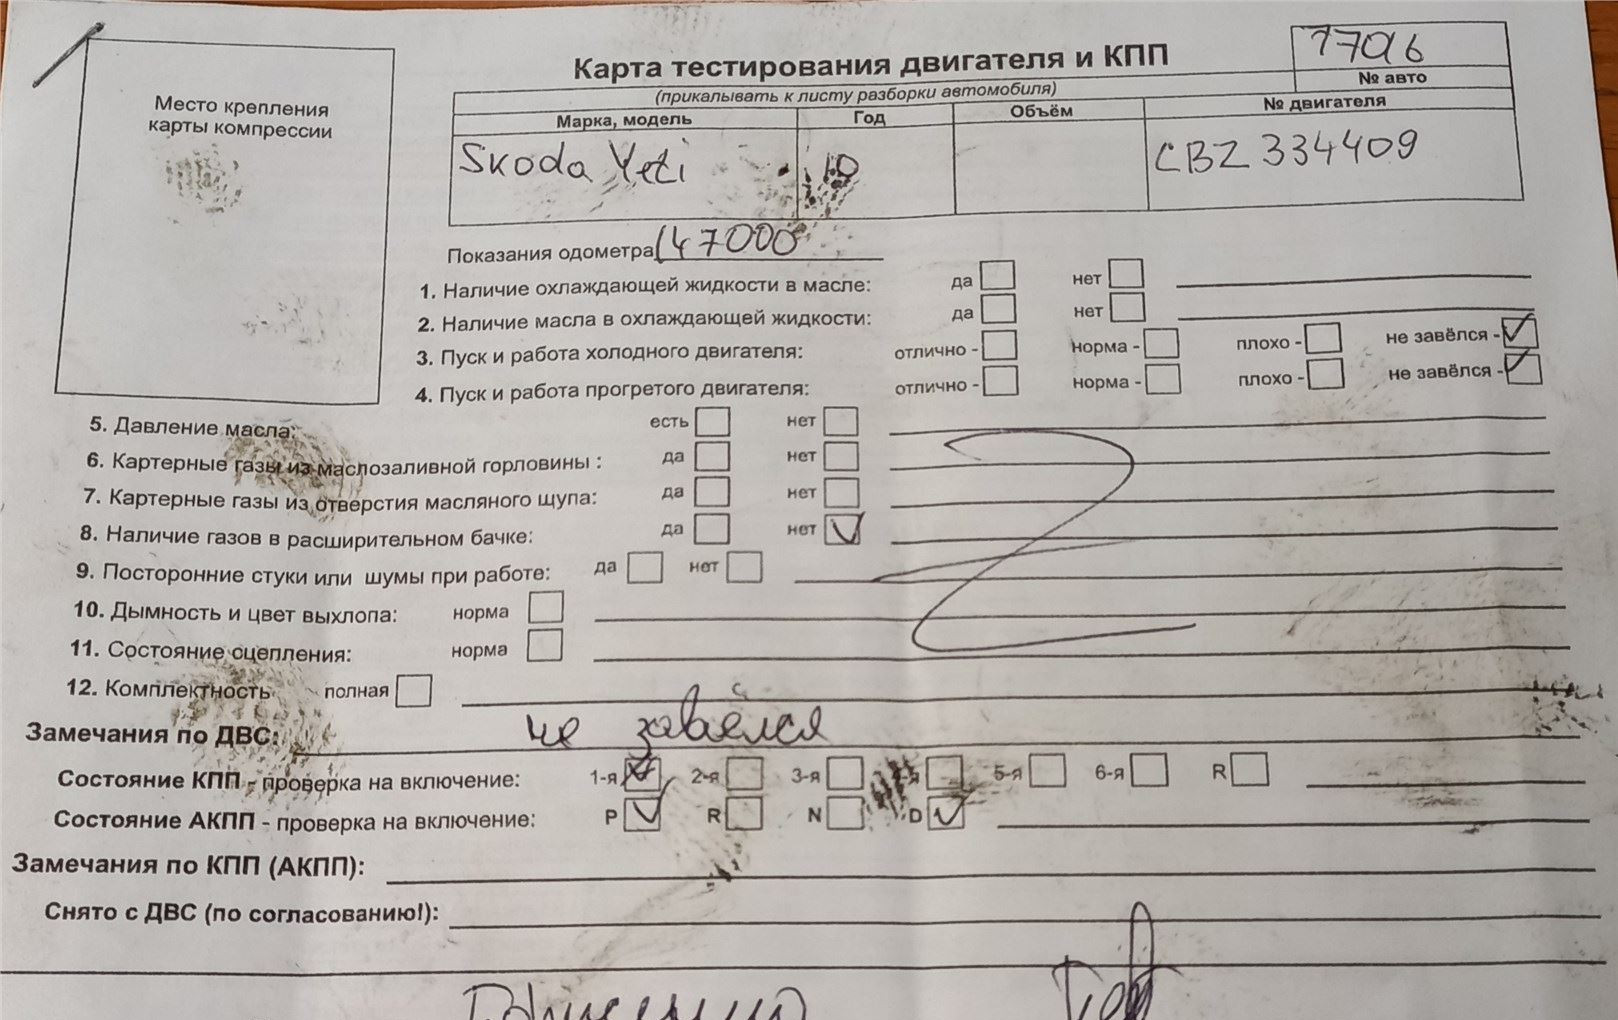 17016
Карта тестирования двигателя и КПП
№ авто
(прикалывать к листу разборки автомобиля)
Место крепления
карты компрессии
Марка, модель Год Объём № двигателя
Skoda Yeti 10 CBZ 334409
Показания одометра 147000
1. Наличие охлаждающей жидкости в масле: да нет
2. Наличие масла в охлаждающей жидкости: да нет
3. Пуск и работа холодного двигателя: отлично - норма - плохо - не завёлся -
4. Пуск и работа прогретого двигателя: отлично - норма - плохо - не завёлся -
5. Давление масла: есть нет
6. Картерные газы из маслозаливной горловины : да нет
7. Картерные газы из отверстия масляного щупа: да нет
8. Наличие газов в расширительном бачке: да нет
9. Посторонние стуки или шумы при работе: да нет
10. Дымность и цвет выхлопа: норма
11. Состояние сцепления: норма
12. Комплектность полная
Замечания по ДВС: не завёлся
Состояние КПП - проверка на включение: 1-я 2-я 3-я 4-я 5-я 6-я R
Состояние АКПП - проверка на включение: P R N D
Замечания по КПП (АКПП):
Снято с ДВС (по согласованию!):